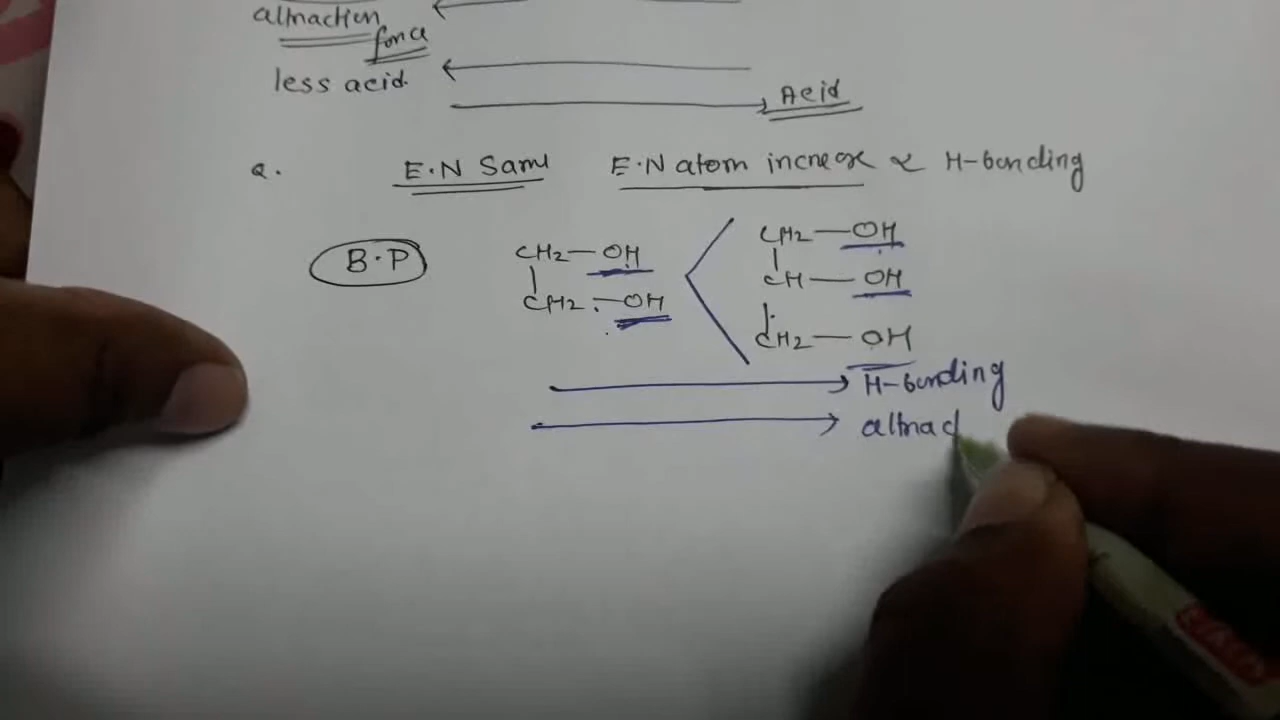 attraction
force
less acid.
Acid
Q. E.N Same E.N atom increase ∝ H-bonding
B.P CH2—OH < CH2—OH
CH2—OH CH—OH
CH2—OH
H-bonding
attrac